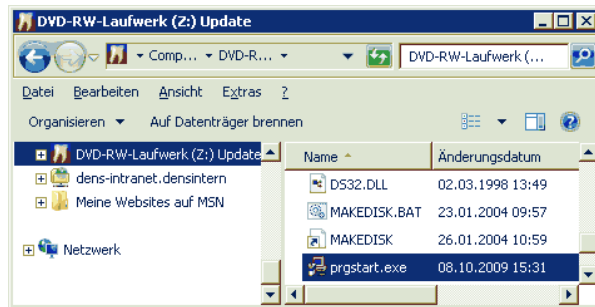 DVD-RW-Laufwerk (Z:) Update
Comp... DVD-R... DVD-RW-Laufwerk (...
Datei Bearbeiten Ansicht Extras ?
Organisieren Auf Datenträger brennen
DVD-RW-Laufwerk (Z:) Update
dens-intranet.densintern
Meine Websites auf MSN
Netzwerk
Name Änderungsdatum
DS32.DLL 02.03.1998 13:49
MAKEDISK.BAT 23.01.2004 09:57
MAKEDISK 26.01.2004 10:59
prgstart.exe 08.10.2009 15:31